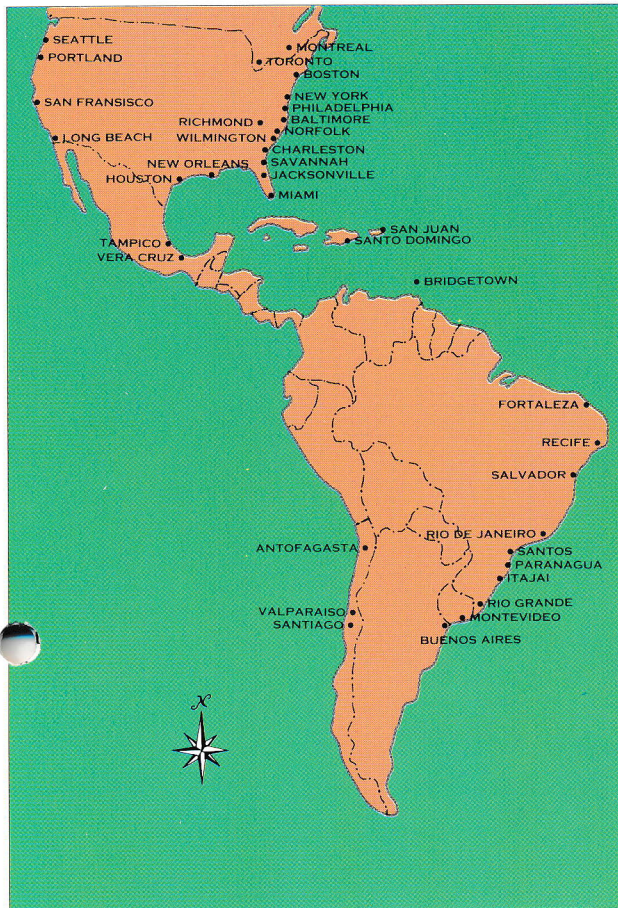 SEATTLE
PORTLAND
MONTREAL
TORONTO
BOSTON
SAN FRANSISCO
NEW YORK
PHILADELPHIA
BALTIMORE
RICHMOND
NORFOLK
LONG BEACH
WILMINGTON
CHARLESTON
NEW ORLEANS
SAVANNAH
HOUSTON
JACKSONVILLE
MIAMI
SAN JUAN
SANTO DOMINGO
TAMPICO
VERA CRUZ
BRIDGETOWN
FORTALEZA
RECIFE
SALVADOR
RIO DE JANEIRO
ANTOFAGASTA
SANTOS
PARANAGUA
ITAJAI
RIO GRANDE
VALPARAISO
MONTEVIDEO
SANTIAGO
BUENOS AIRES
N